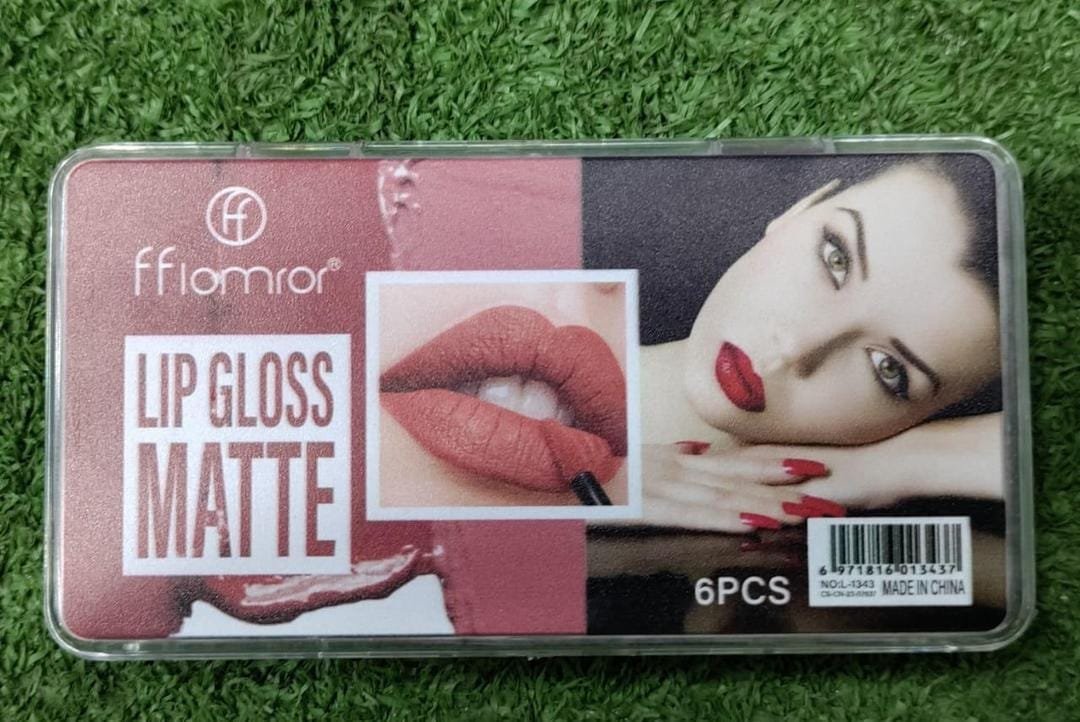 ff
fflomror®
LIP GLOSS
MATTE
6PCS
6 971816 013437
NO:L-1343
MADE IN CHINA